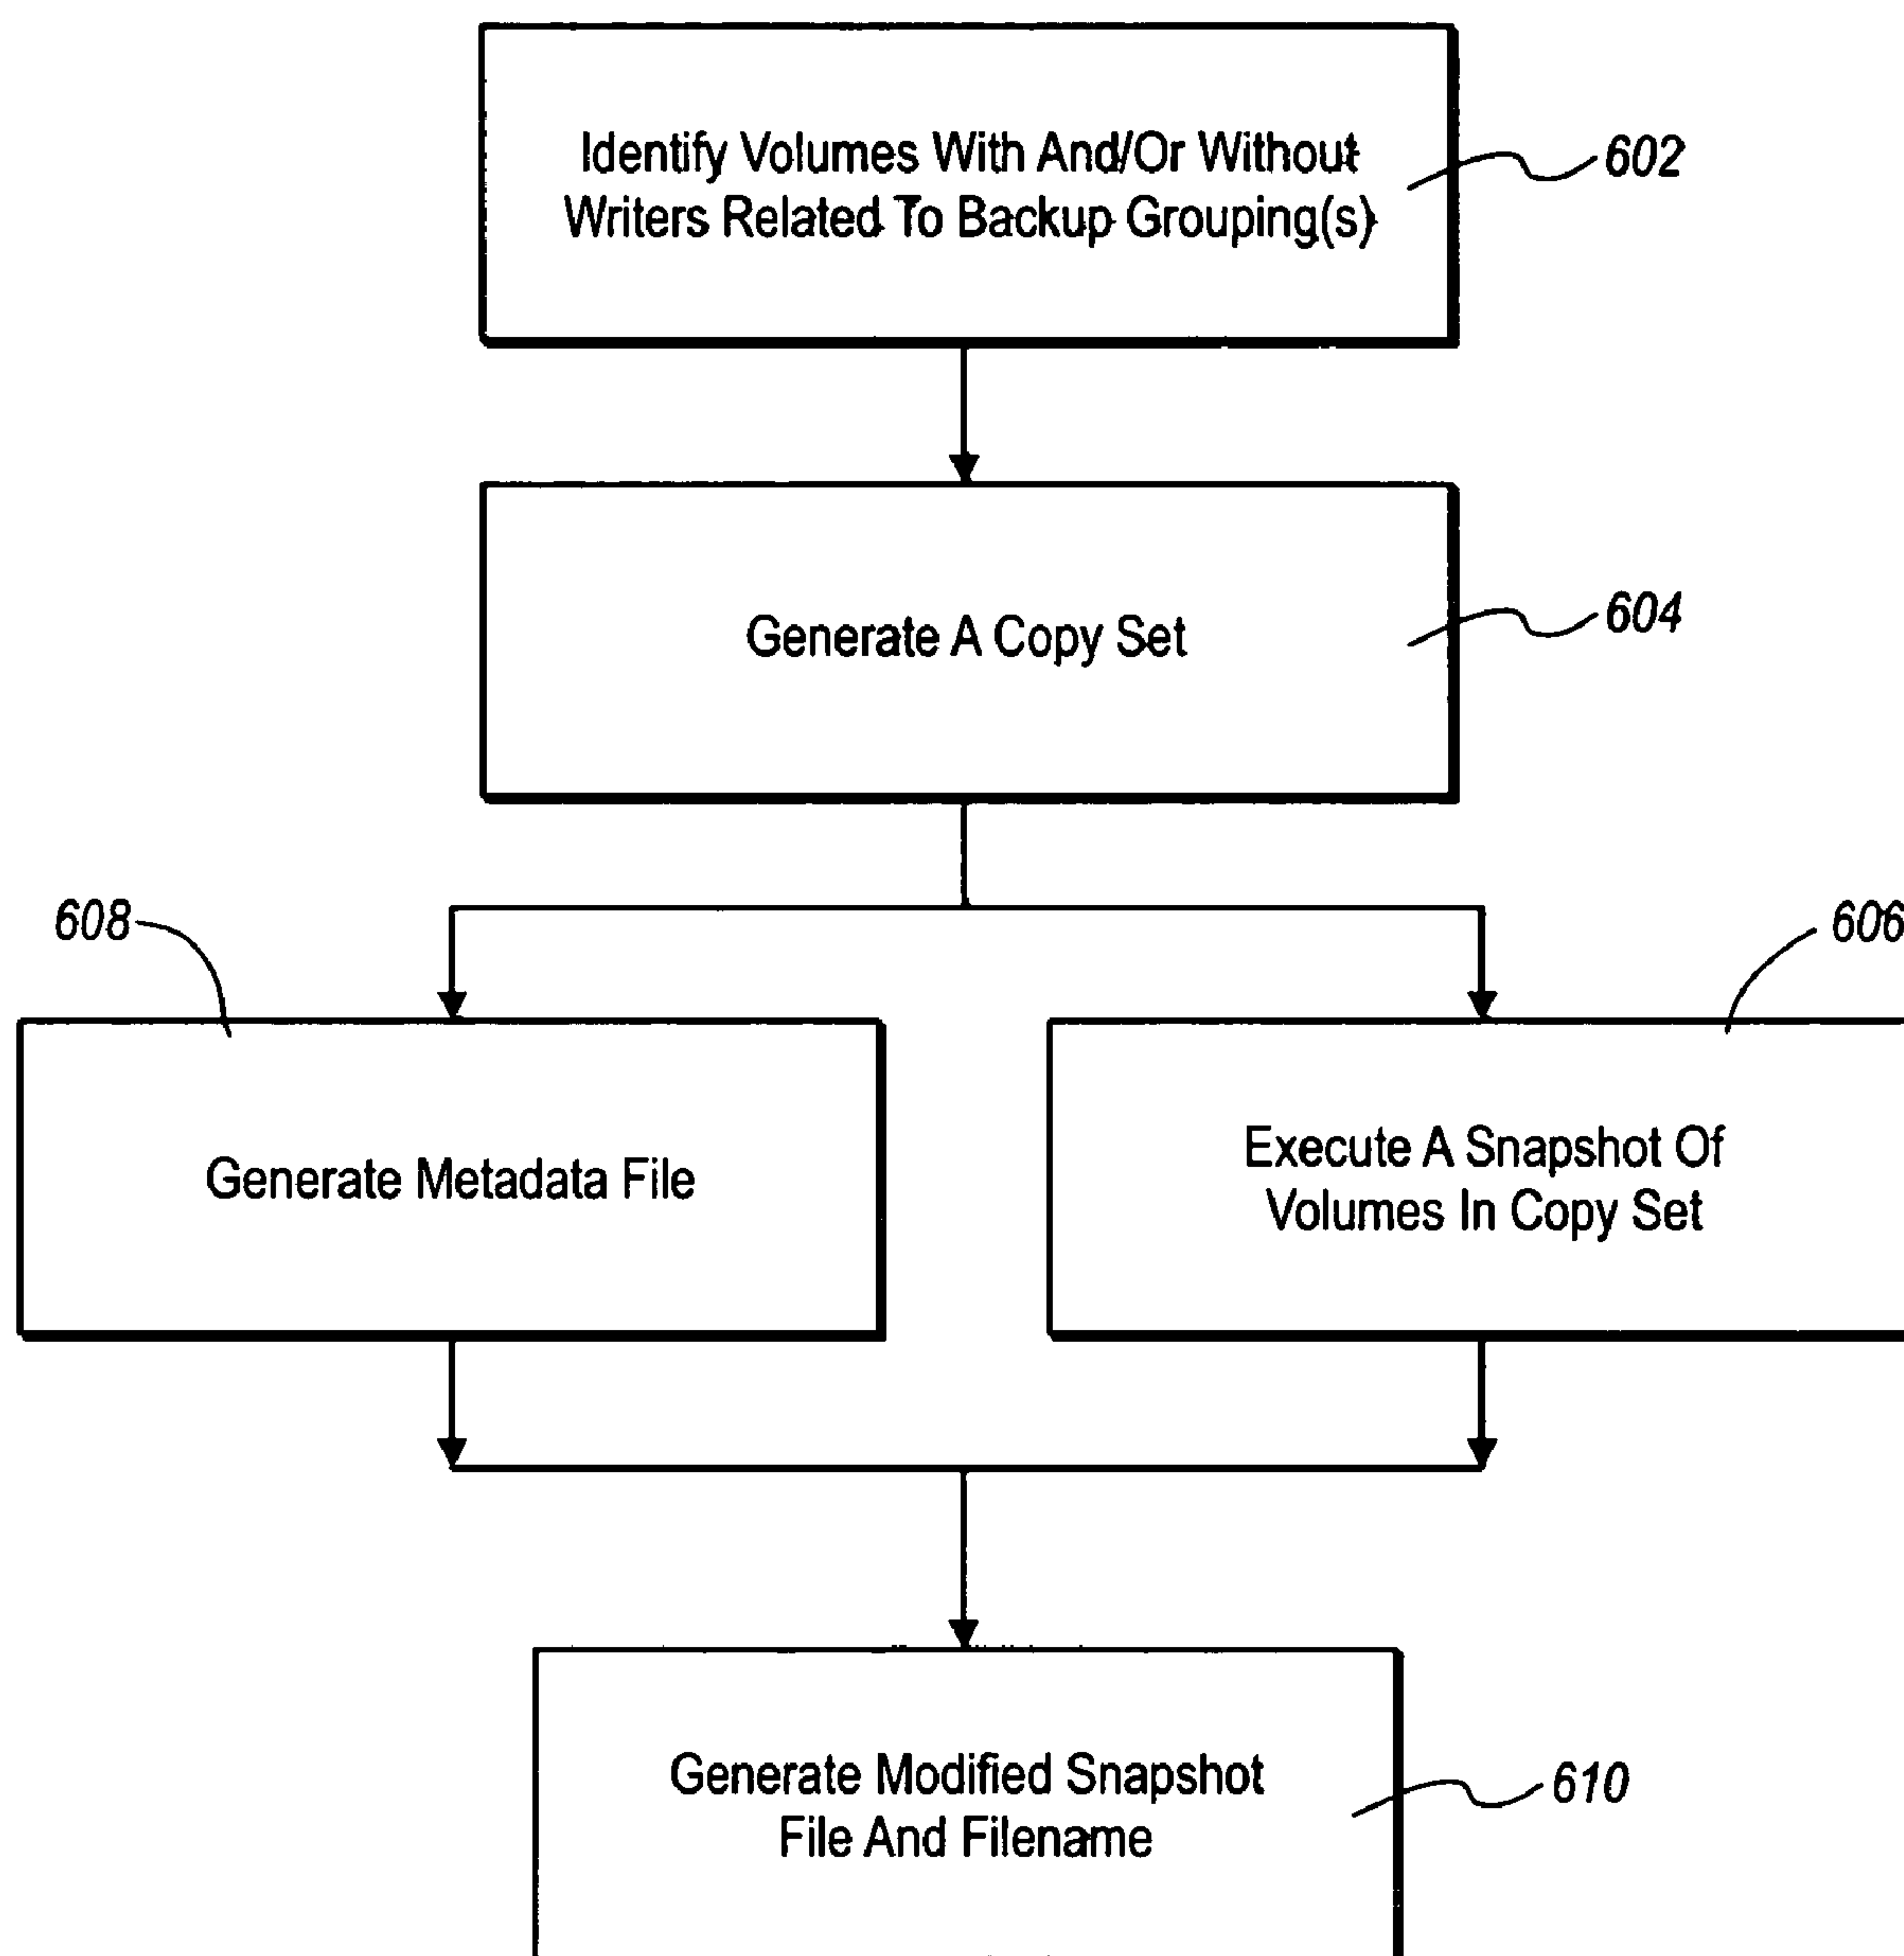 Identify Volumes With And/Or Without
Writers Related To Backup Grouping(s)
602
Generate A Copy Set
604
608
606
Generate Metadata File
Execute A Snapshot Of
Volumes In Copy Set
Generate Modified Snapshot
File And Filename
610